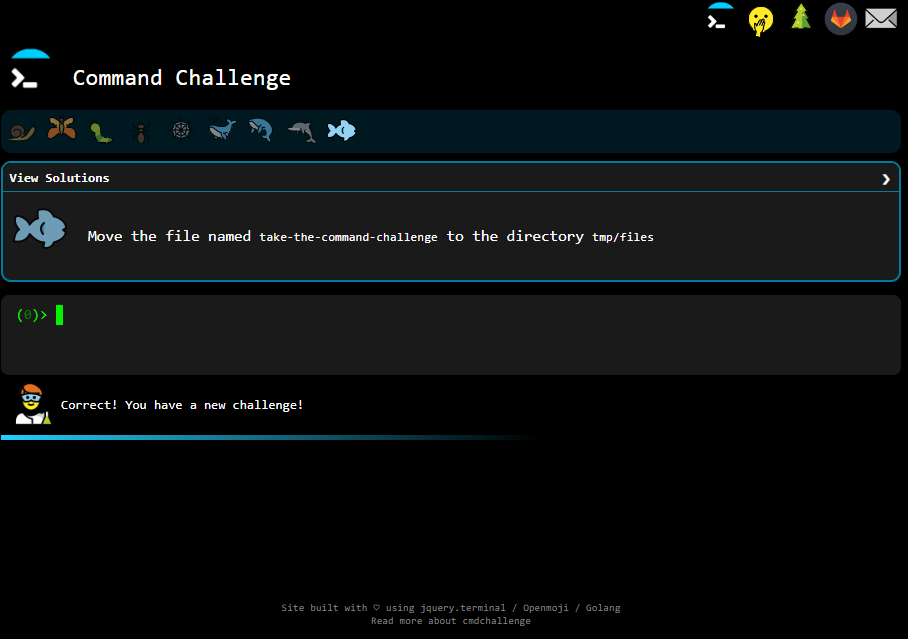 Command Challenge
View Solutions
Move the file named take-the-command-challenge to the directory tmp/files
(0)>
Correct! You have a new challenge!
Site built with ♡ using jquery.terminal / Openmoji / Golang
Read more about cmdchallenge